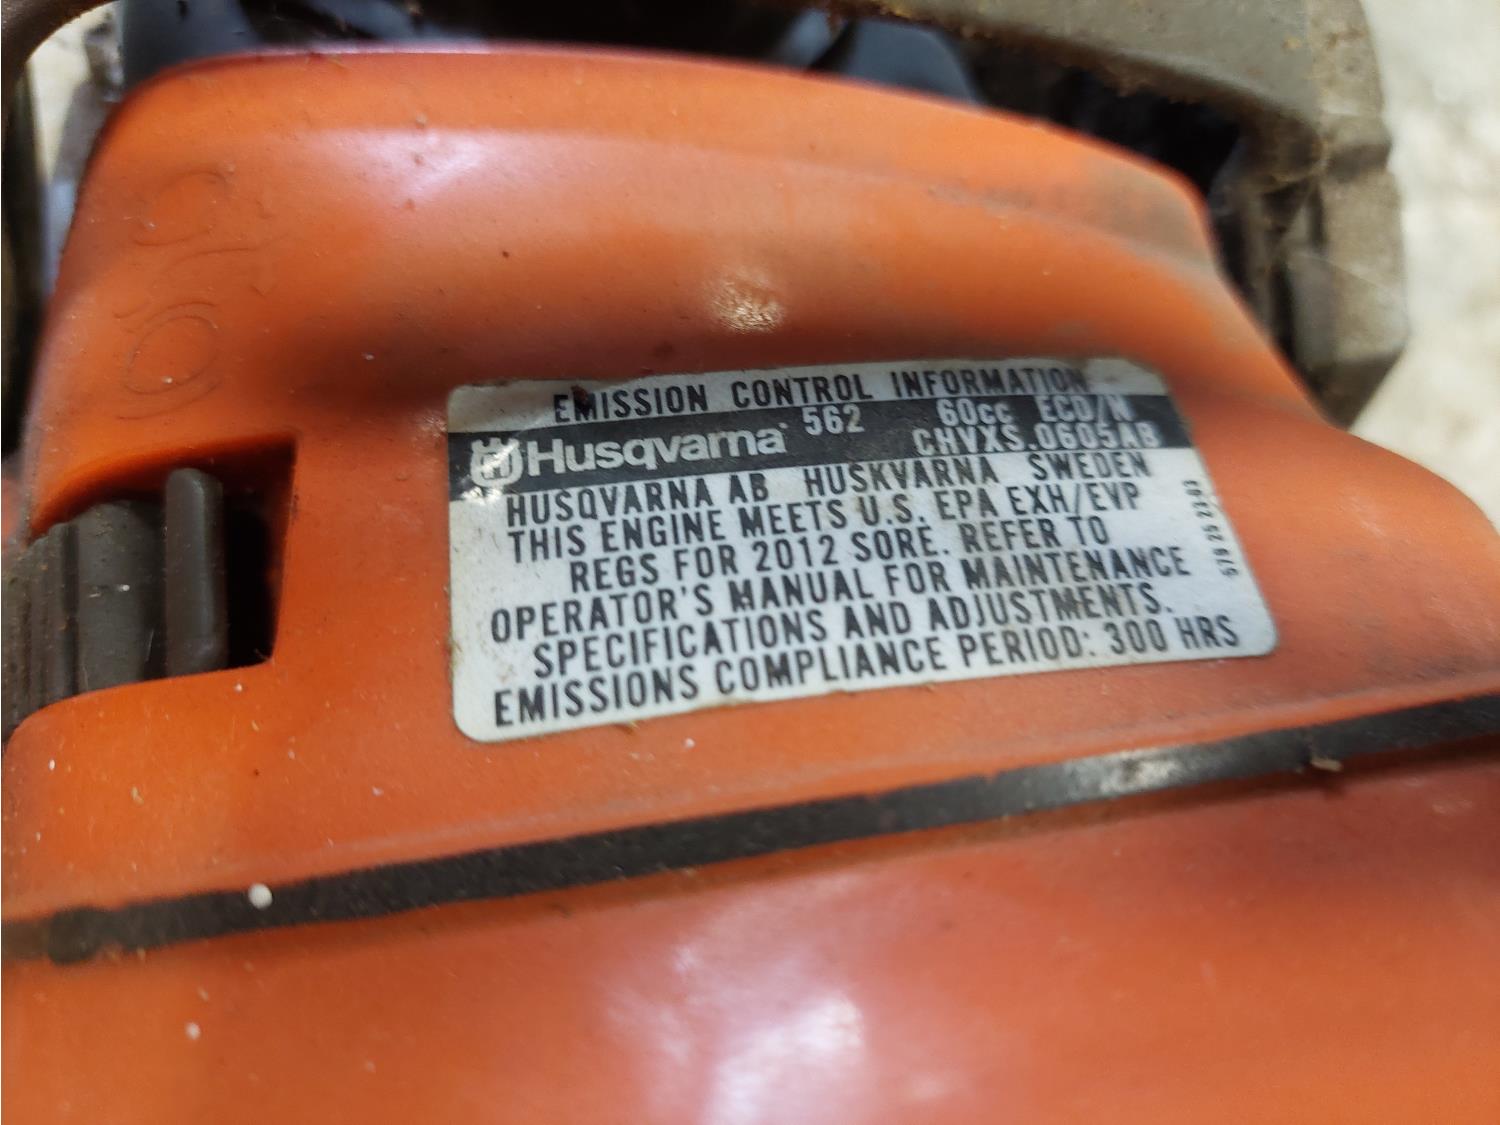 EMISSION CONTROL INFORMATION
Husqvarna 562 60cc ECO/N
CHVXS.0605AB
HUSQVARNA AB HUSKVARNA SWEDEN
THIS ENGINE MEETS U.S. EPA EXH/EVP
REGS FOR 2012 SORE. REFER TO
OPERATOR'S MANUAL FOR MAINTENANCE
SPECIFICATIONS AND ADJUSTMENTS.
EMISSIONS COMPLIANCE PERIOD: 300 HRS